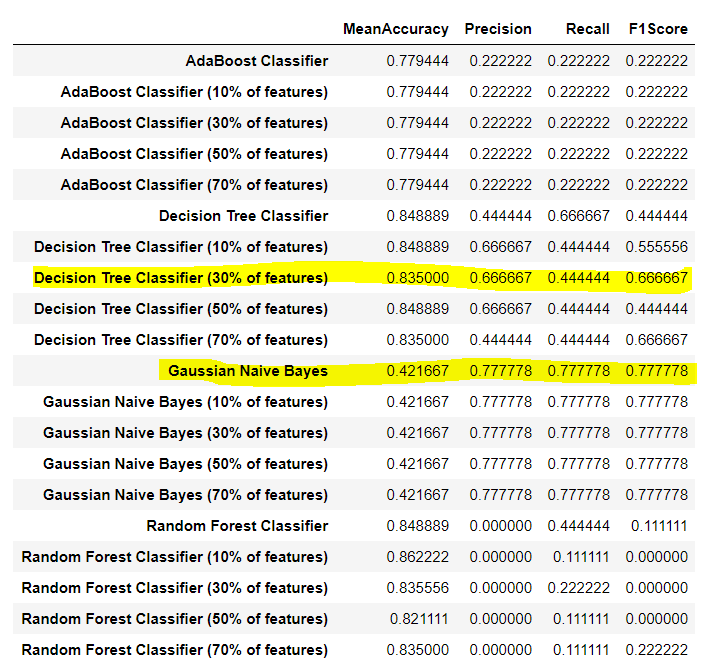 MeanAccuracy Precision Recall F1Score
AdaBoost Classifier 0.779444 0.222222 0.222222 0.222222
AdaBoost Classifier (10% of features) 0.779444 0.222222 0.222222 0.222222
AdaBoost Classifier (30% of features) 0.779444 0.222222 0.222222 0.222222
AdaBoost Classifier (50% of features) 0.779444 0.222222 0.222222 0.222222
AdaBoost Classifier (70% of features) 0.779444 0.222222 0.222222 0.222222
Decision Tree Classifier 0.848889 0.444444 0.666667 0.444444
Decision Tree Classifier (10% of features) 0.848889 0.666667 0.444444 0.555556
Decision Tree Classifier (30% of features) 0.835000 0.666667 0.444444 0.666667
Decision Tree Classifier (50% of features) 0.848889 0.666667 0.444444 0.444444
Decision Tree Classifier (70% of features) 0.835000 0.444444 0.444444 0.666667
Gaussian Naive Bayes 0.421667 0.777778 0.777778 0.777778
Gaussian Naive Bayes (10% of features) 0.421667 0.777778 0.777778 0.777778
Gaussian Naive Bayes (30% of features) 0.421667 0.777778 0.777778 0.777778
Gaussian Naive Bayes (50% of features) 0.421667 0.777778 0.777778 0.777778
Gaussian Naive Bayes (70% of features) 0.421667 0.777778 0.777778 0.777778
Random Forest Classifier 0.848889 0.000000 0.444444 0.111111
Random Forest Classifier (10% of features) 0.862222 0.000000 0.111111 0.000000
Random Forest Classifier (30% of features) 0.835556 0.000000 0.222222 0.000000
Random Forest Classifier (50% of features) 0.821111 0.000000 0.111111 0.000000
Random Forest Classifier (70% of features) 0.835000 0.000000 0.111111 0.222222